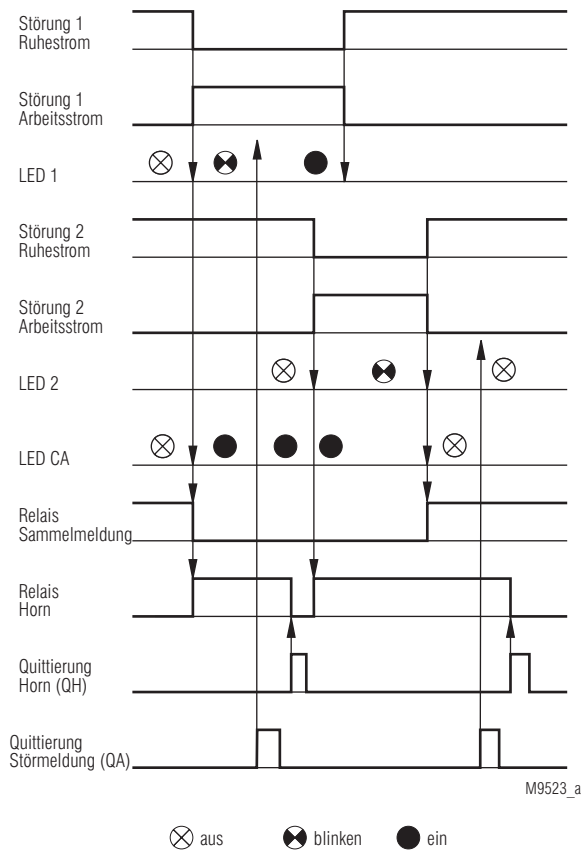 Störung 1
Ruhestrom
Störung 1
Arbeitsstrom
LED 1
Störung 2
Ruhestrom
Störung 2
Arbeitsstrom
LED 2
LED CA
Relais
Sammelmeldung
Relais
Horn
Quittierung
Horn (QH)
Quittierung
Störmeldung (QA)
M9523_a
aus
blinken
ein